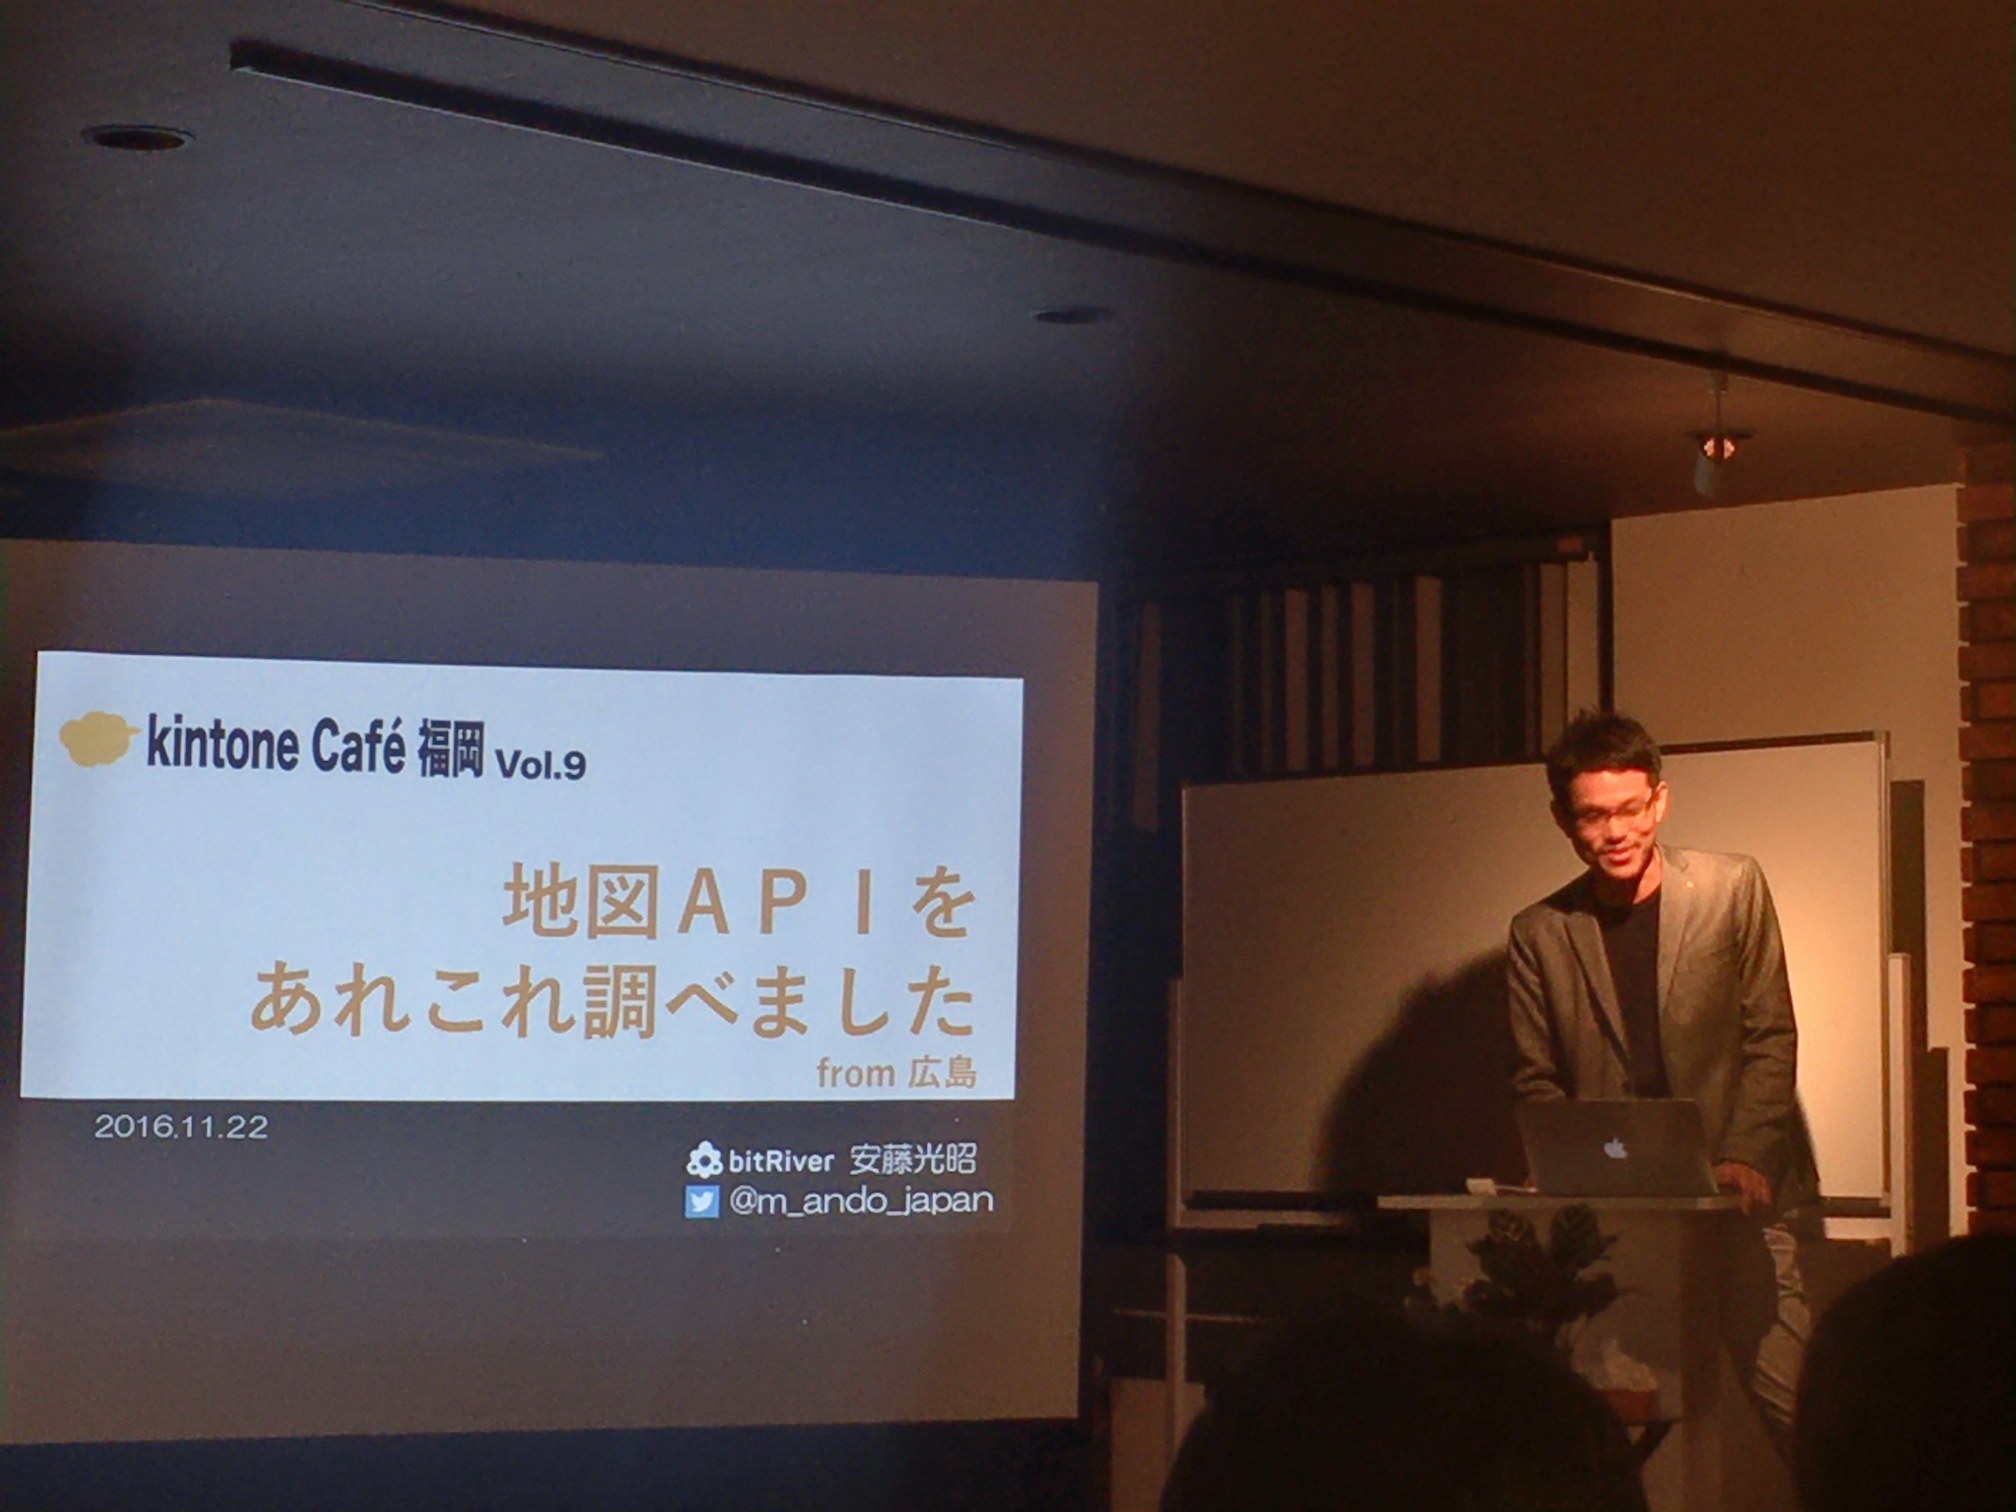 kintone Café 福岡 Vol.9
地図ＡＰＩを
あれこれ調べました
from 広島
2016.11.22
bitRiver 安藤光昭
@m_ando_japan